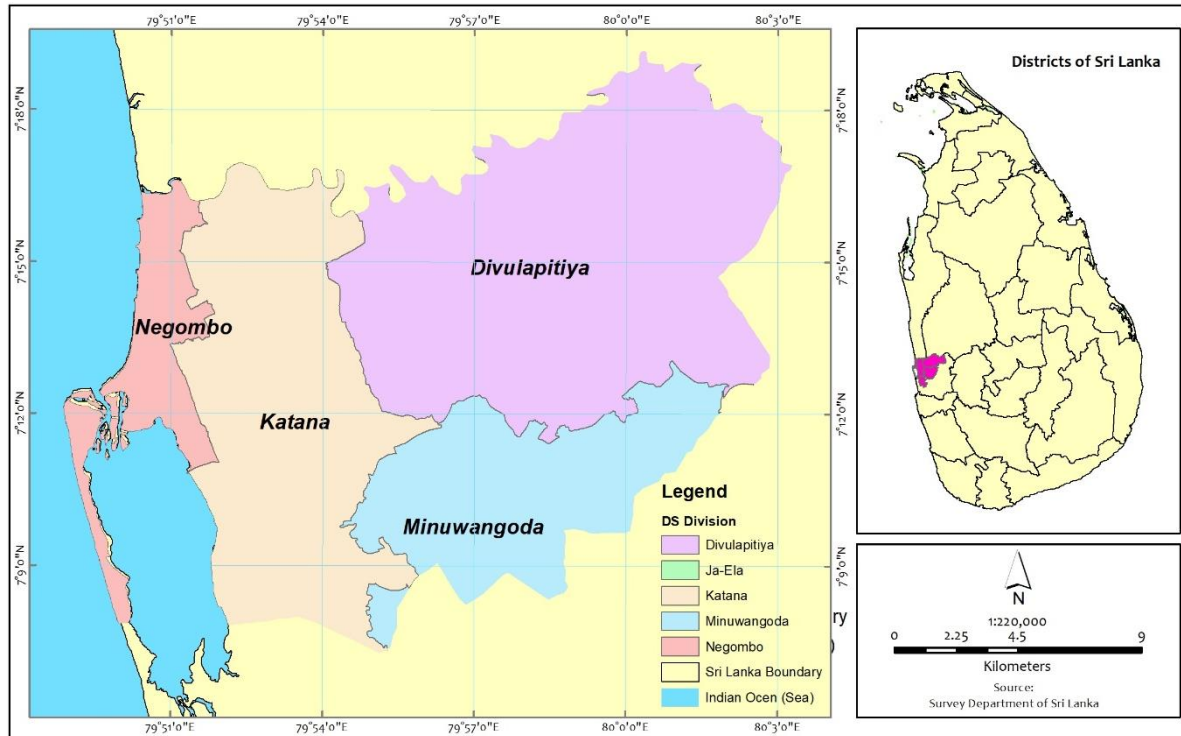 79°51'0"E 79°54'0"E 79°57'0"E 80°0'0"E 80°3'0"E
7°18'0"N 7°18'0"N
7°15'0"N 7°15'0"N
7°12'0"N 7°12'0"N
7°9'0"N 7°9'0"N
Divulapitiya
Negombo
Katana
Minuwangoda
Legend
DS Division
Divulapitiya
Ja-Ela
Katana
Minuwangoda
Negombo
Sri Lanka Boundary
Indian Ocen (Sea)
ry
)
79°51'0"E 79°54'0"E 79°57'0"E 80°0'0"E 80°3'0"E
Districts of Sri Lanka
N
1:220,000
0 2.25 4.5 9
Kilometers
Source:
Survey Department of Sri Lanka